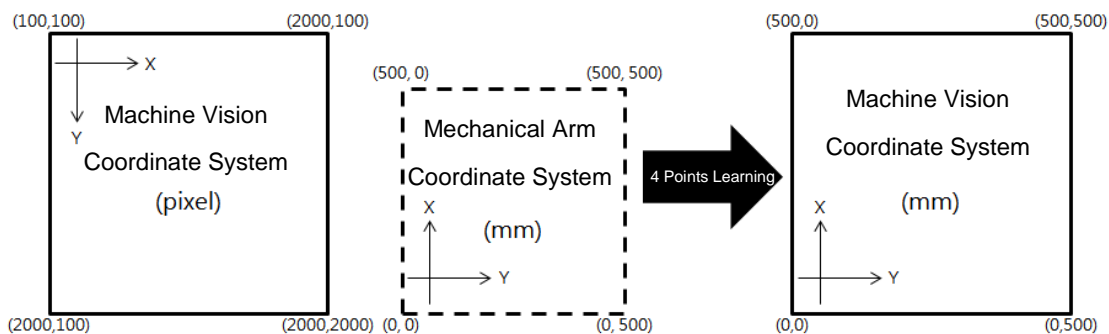 (100,100)
(2000,100)
X
Y
Machine Vision
Coordinate System
(pixel)
(2000,100)
(2000,2000)
(500, 0)
(500, 500)
Mechanical Arm
Coordinate System
(mm)
X
Y
(0, 0)
(0, 500)
4 Points Learning
(500,0)
(500,500)
Machine Vision
Coordinate System
(mm)
X
Y
(0.0)
(0,500)